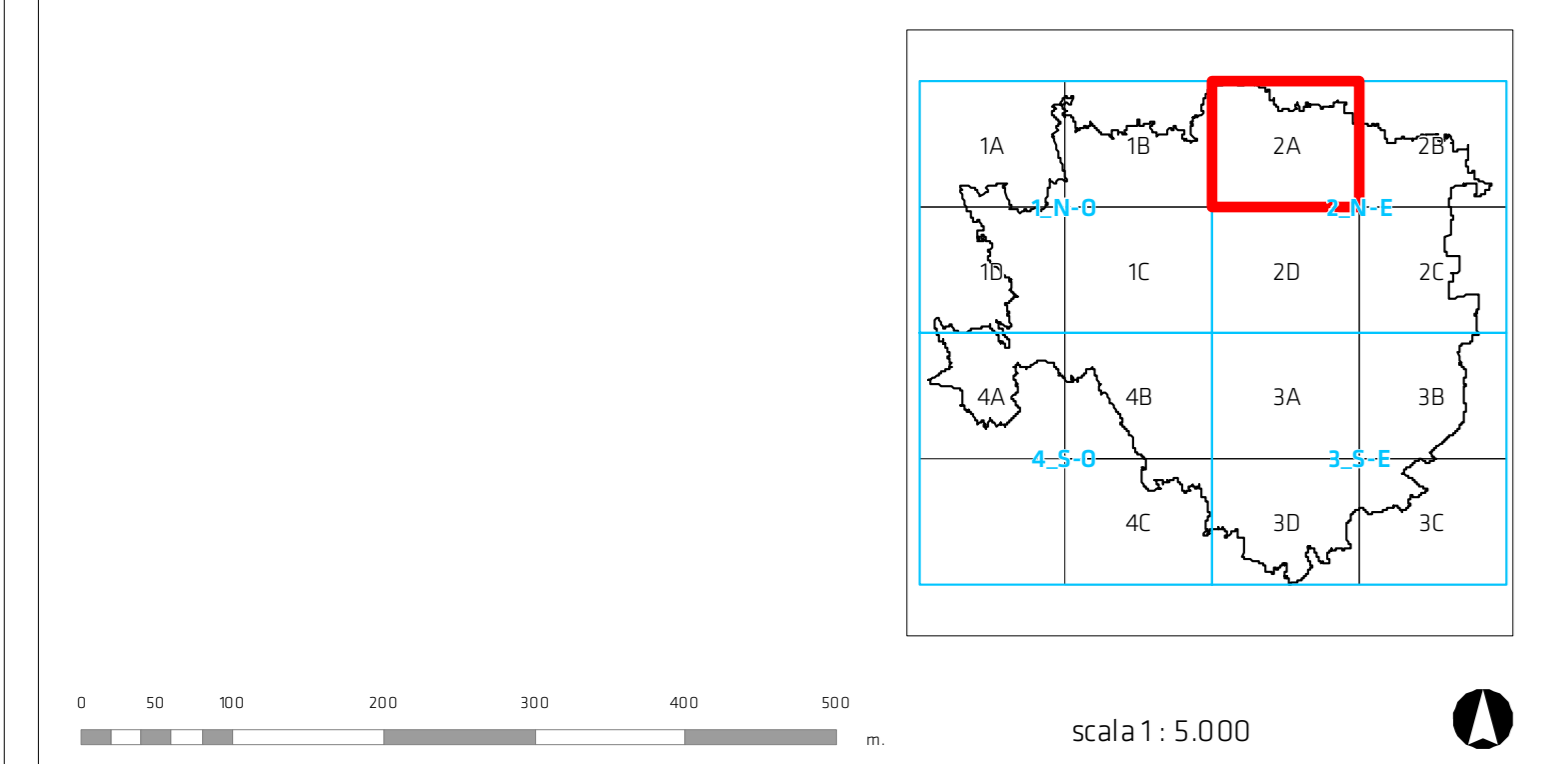 1A 1B 2A 2B
1_N-O 2_N-E
1D 1C 2D 2C
4A 4B 3A 3B
4_S-O 3_S-E
4C 3D 3C
0 50 100 200 300 400 500
m.
scala 1 : 5.000